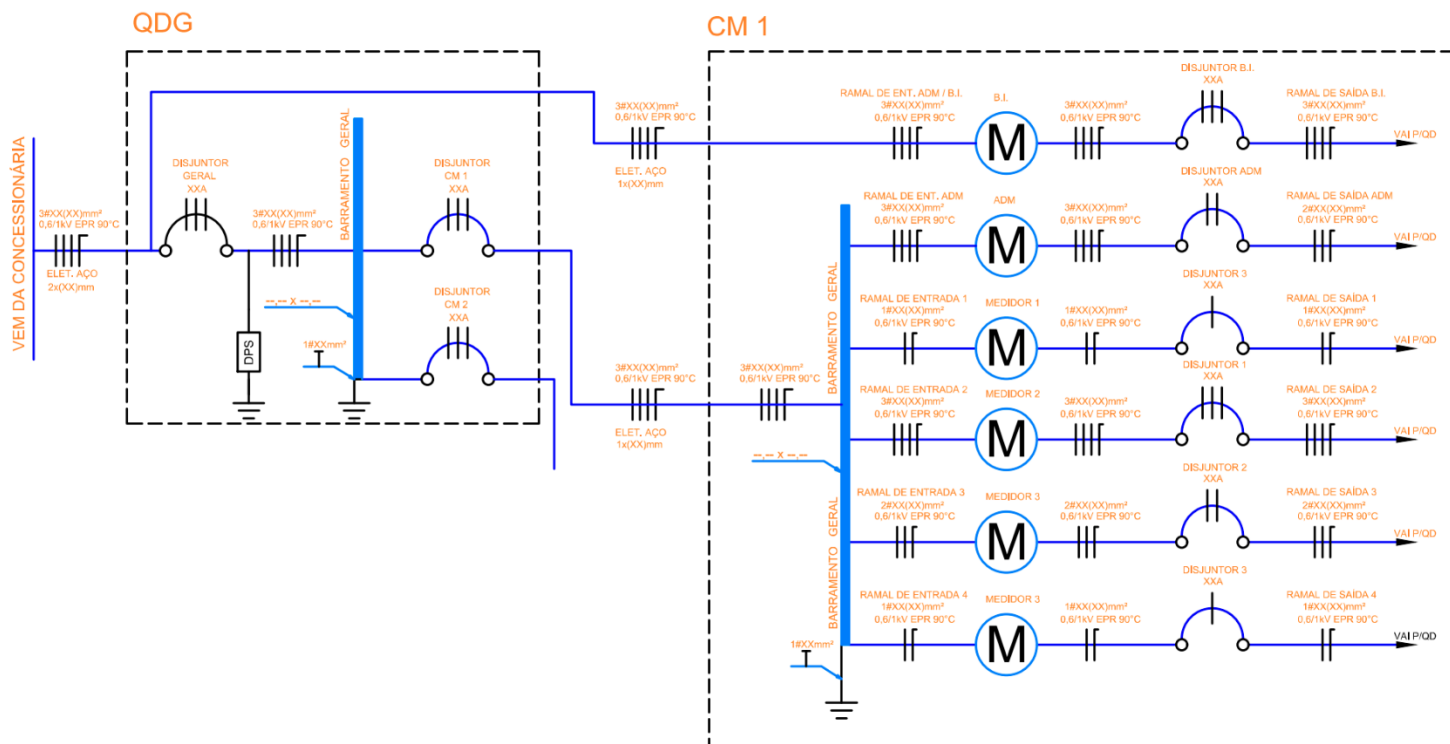 QDG
CM 1
VEM DA CONCESSIONÁRIA
3#XX(XX)mm²
0,6/1kV EPR 90°C
ELET. AÇO
2x(XX)mm
DISJUNTOR
GERAL
XXA
3#XX(XX)mm²
0,6/1kV EPR 90°C
DPS
BARRAMENTO GERAL
--,-- X --,--
1#XXmm²
DISJUNTOR
CM 1
XXA
DISJUNTOR
CM 2
XXA
3#XX(XX)mm²
0,6/1kV EPR 90°C
ELET. AÇO
1x(XX)mm
3#XX(XX)mm²
0,6/1kV EPR 90°C
ELET. AÇO
1x(XX)mm
3#XX(XX)mm²
0,6/1kV EPR 90°C
BARRAMENTO GERAL
--,-- X --,--
BARRAMENTO GERAL
1#XXmm²
RAMAL DE ENT. ADM / B.I.
3#XX(XX)mm²
0,6/1kV EPR 90°C
B.I.
M
3#XX(XX)mm²
0,6/1kV EPR 90°C
DISJUNTOR B.I.
XXA
RAMAL DE SAÍDA B.I.
3#XX(XX)mm²
0,6/1kV EPR 90°C
VAI P/QD
RAMAL DE ENT. ADM
3#XX(XX)mm²
0,6/1kV EPR 90°C
ADM
M
3#XX(XX)mm²
0,6/1kV EPR 90°C
DISJUNTOR ADM
XXA
RAMAL DE SAÍDA ADM
2#XX(XX)mm²
0,6/1kV EPR 90°C
VAI P/QD
RAMAL DE ENTRADA 1
1#XX(XX)mm²
0,6/1kV EPR 90°C
MEDIDOR 1
M
1#XX(XX)mm²
0,6/1kV EPR 90°C
DISJUNTOR 3
XXA
RAMAL DE SAÍDA 1
1#XX(XX)mm²
0,6/1kV EPR 90°C
VAI P/QD
RAMAL DE ENTRADA 2
3#XX(XX)mm²
0,6/1kV EPR 90°C
MEDIDOR 2
M
3#XX(XX)mm²
0,6/1kV EPR 90°C
DISJUNTOR 1
XXA
RAMAL DE SAÍDA 2
3#XX(XX)mm²
0,6/1kV EPR 90°C
VAI P/QD
RAMAL DE ENTRADA 3
2#XX(XX)mm²
0,6/1kV EPR 90°C
MEDIDOR 3
M
2#XX(XX)mm²
0,6/1kV EPR 90°C
DISJUNTOR 2
XXA
RAMAL DE SAÍDA 3
2#XX(XX)mm²
0,6/1kV EPR 90°C
VAI P/QD
RAMAL DE ENTRADA 4
1#XX(XX)mm²
0,6/1kV EPR 90°C
MEDIDOR 3
M
1#XX(XX)mm²
0,6/1kV EPR 90°C
DISJUNTOR 3
XXA
RAMAL DE SAÍDA 4
1#XX(XX)mm²
0,6/1kV EPR 90°C
VAI P/QD